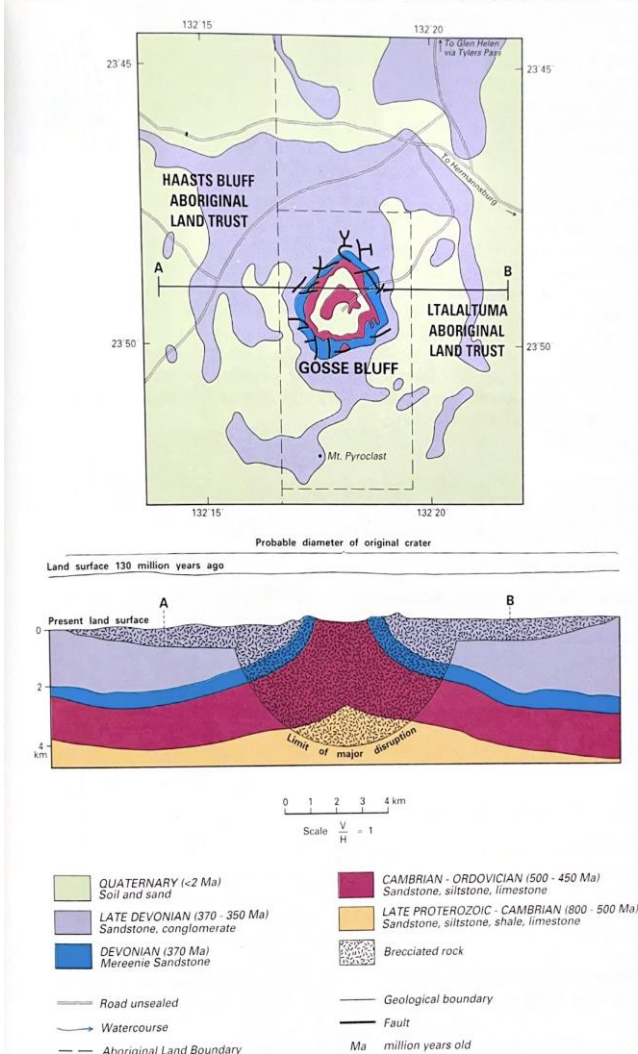 132°15
132°20
To Glen Helen
via Tylers Pass
23°45
23°45
HAASTS BLUFF
ABORIGINAL
LAND TRUST
To Hermannsburg
A
B
LTALALTUMA
ABORIGINAL
LAND TRUST
23°50
23°50
GOSSE BLUFF
Mt. Pyroclast
132°15
132°20
Probable diameter of original crater
Land surface 130 million years ago
A
B
Present land surface
0
2
4
km
Limit of major disruption
0 1 2 3 4 km
Scale V/H = 1
QUATERNARY (<2 Ma)
Soil and sand
LATE DEVONIAN (370 - 350 Ma)
Sandstone, conglomerate
DEVONIAN (370 Ma)
Mereenie Sandstone
Road unsealed
Watercourse
Aboriginal Land Boundary
CAMBRIAN - ORDOVICIAN (500 - 450 Ma)
Sandstone, siltstone, limestone
LATE PROTEROZOIC - CAMBRIAN (800 - 500 Ma)
Sandstone, siltstone, shale, limestone
Brecciated rock
Geological boundary
Fault
Ma million years old